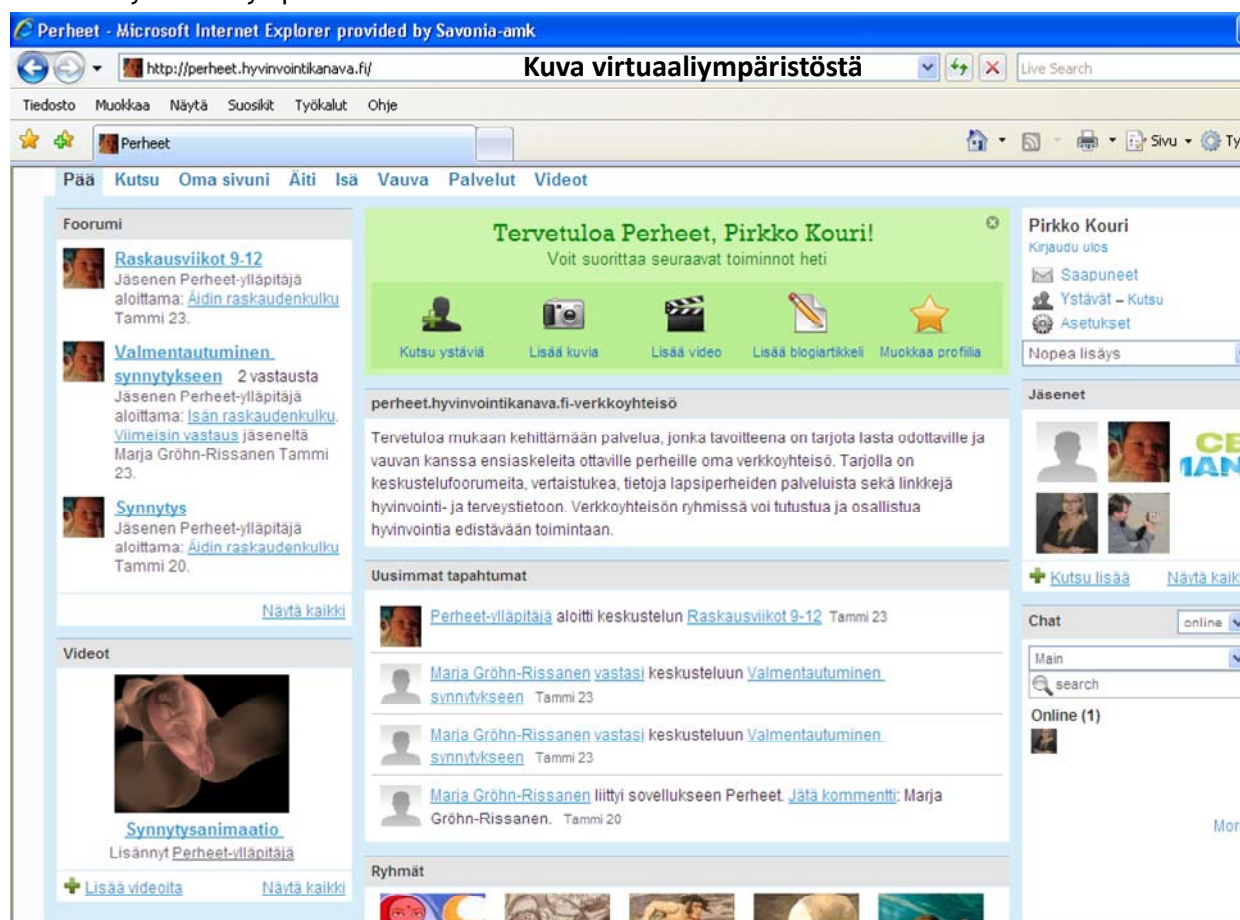 Perheet - Microsoft Internet Explorer provided by Savonia-amk
http://perheet.hyvinvointikanava.fi/
Kuva virtuaaliympäristöstä
Live Search
Tiedosto Muokkaa Näytä Suosikit Työkalut Ohje
Perheet
Sivu
Pää Kutsu Oma sivuni Äiti Isä Vauva Palvelut Videot
Foorumi
Raskausviikot 9-12
Jäsenen Perheet-ylläpitäjä
aloittama: Äidin raskaudenkulku
Tammi 23.
Valmentautuminen
synnytykseen 2 vastausta
Jäsenen Perheet-ylläpitäjä
aloittama: Isän raskaudenkulku.
Viimeisin vastaus jäseneltä
Marja Gröhn-Rissanen Tammi
23.
Synnytys
Jäsenen Perheet-ylläpitäjä
aloittama: Äidin raskaudenkulku
Tammi 20.
Näytä kaikki
Videot
Synnytysanimaatio
Lisännyt Perheet-ylläpitäjä
Lisää videoita Näytä kaikki
Tervetuloa Perheet, Pirkko Kouri!
Voit suorittaa seuraavat toiminnot heti
Kutsu ystäviä Lisää kuvia Lisää video Lisää blogiartikkeli Muokkaa profiilia
perheet.hyvinvointikanava.fi-verkkoyhteisö
Tervetuloa mukaan kehittämään palvelua, jonka tavoitteena on tarjota lasta odottaville ja
vauvan kanssa ensiaskeleita ottaville perheille oma verkkoyhteisö. Tarjolla on
keskustelufoorumeita, vertaistukea, tietoja lapsiperheiden palveluista sekä linkkejä
hyvinvointi- ja terveystietoon. Verkkoyhteisön ryhmissä voi tutustua ja osallistua
hyvinvointia edistävään toimintaan.
Uusimmat tapahtumat
Perheet-ylläpitäjä aloitti keskustelun Raskausviikot 9-12 Tammi 23
Marja Gröhn-Rissanen vastasi keskusteluun Valmentautuminen
synnytykseen Tammi 23
Marja Gröhn-Rissanen vastasi keskusteluun Valmentautuminen
synnytykseen Tammi 23
Marja Gröhn-Rissanen liittyi sovellukseen Perheet. Jätä kommentti: Marja
Gröhn-Rissanen. Tammi 20
Ryhmät
Pirkko Kouri
Kirjaudu ulos
Saapuneet
Ystävät – Kutsu
Asetukset
Nopea lisäys
Jäsenet
Kutsu lisää Näytä
Chat online
Main
search
Online (1)